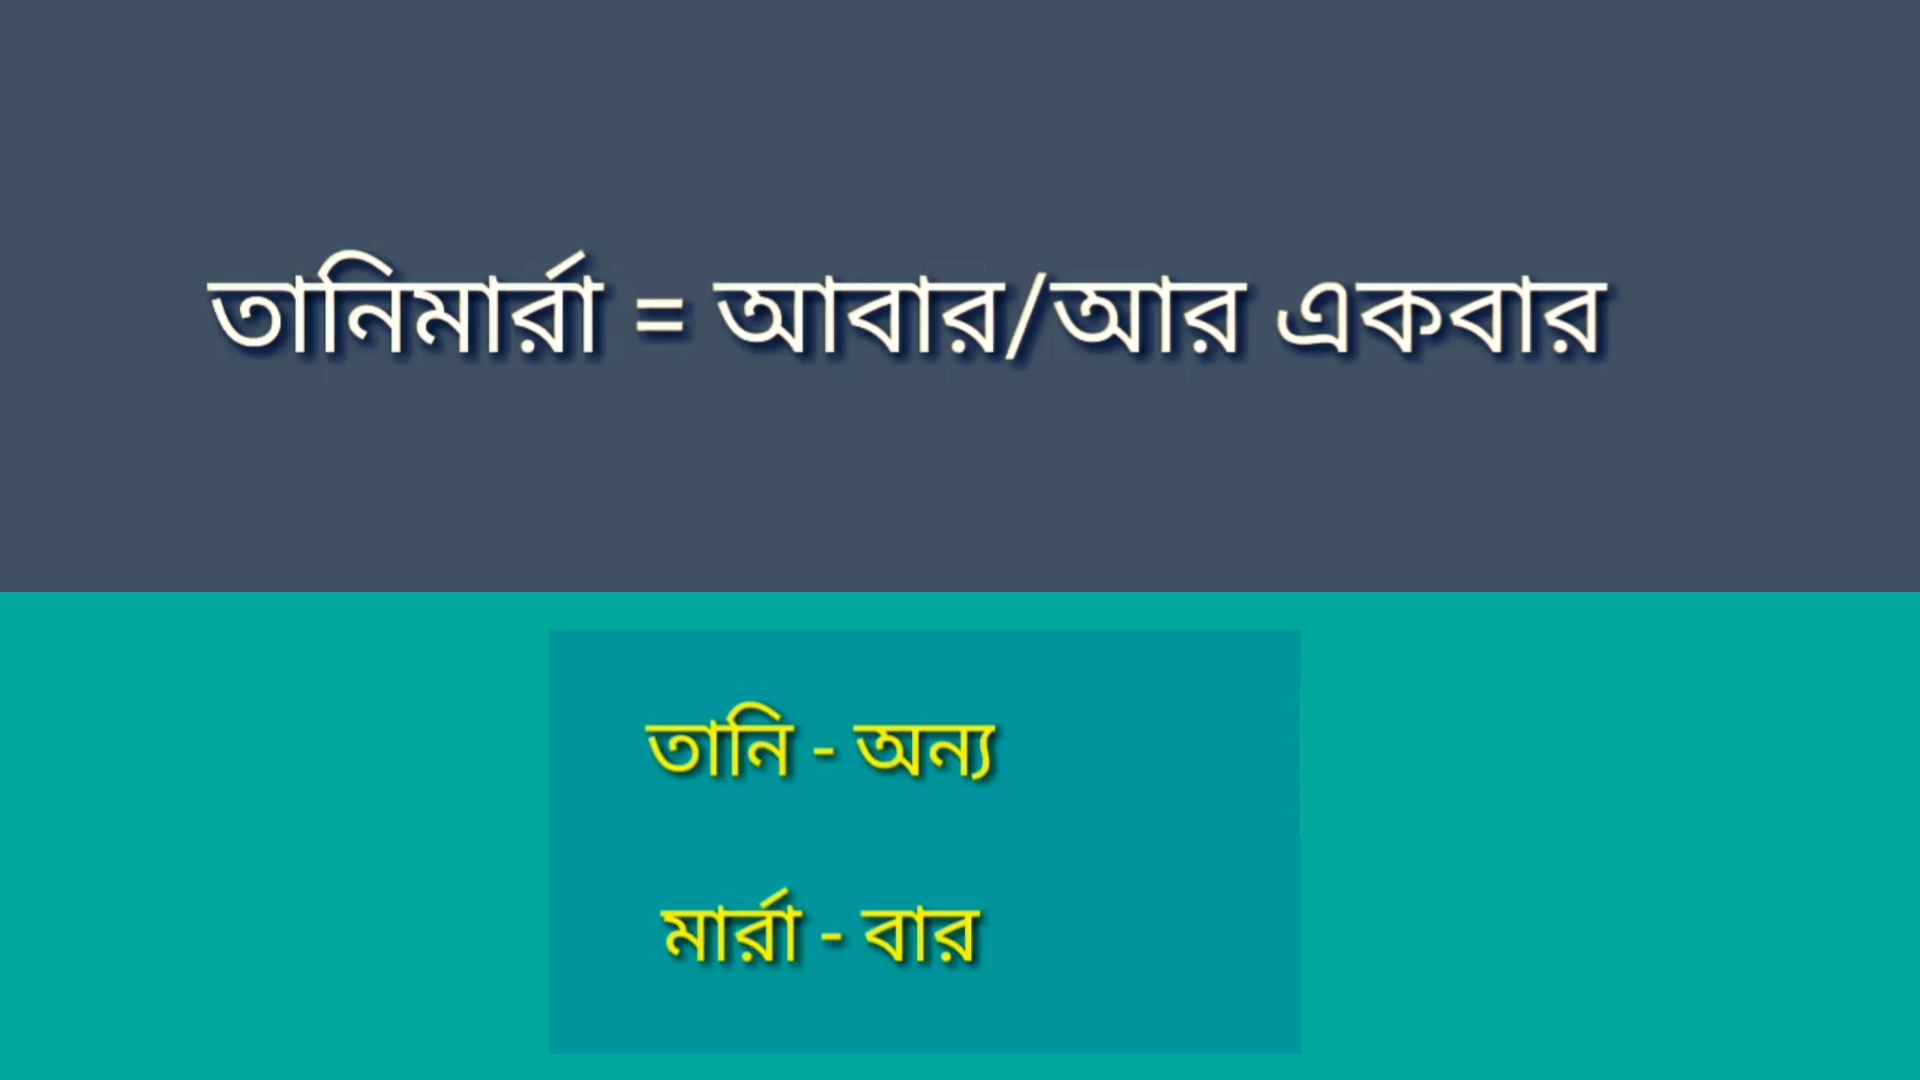 তানিমার্রা = আবার/আর একবার
তানি - অন্য
মার্রা - বার